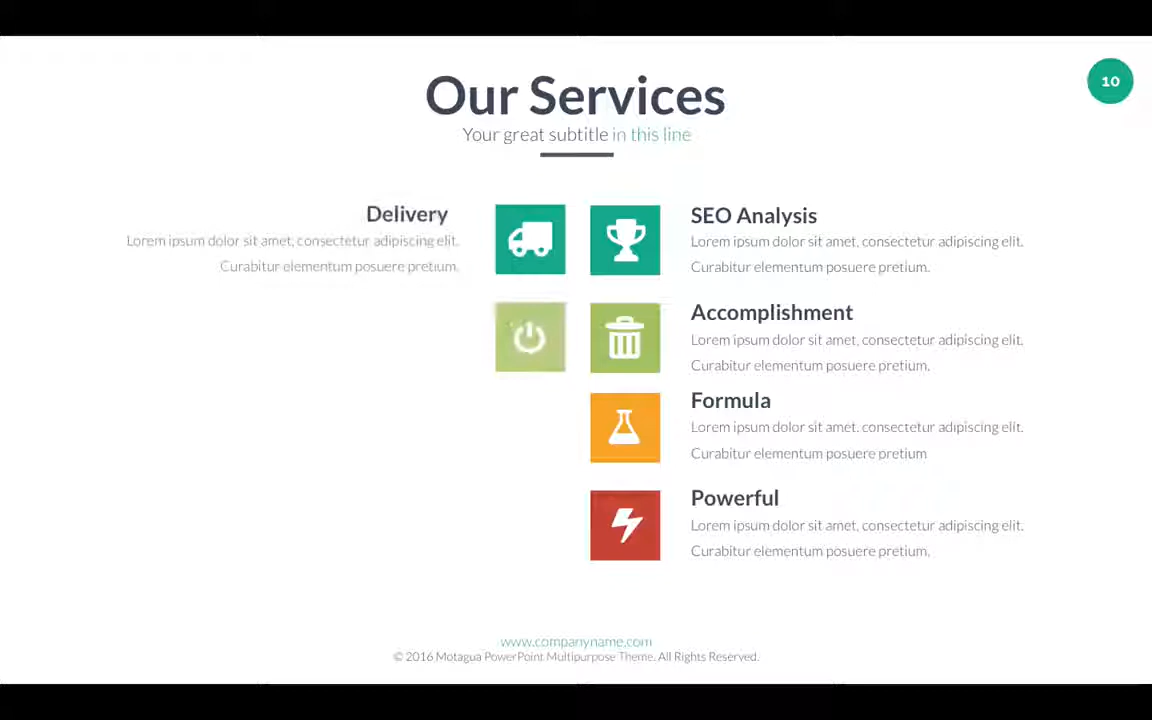 Our Services
10
Your great subtitle in this line
Delivery
Lorem ipsum dolor sit amet, consectetur adipiscing elit.
Curabitur elementum posuere pretium.
SEO Analysis
Lorem ipsum dolor sit amet, consectetur adipiscing elit.
Curabitur elementum posuere pretium.
Accomplishment
Lorem ipsum dolor sit amet, consectetur adipiscing elit.
Curabitur elementum posuere pretium.
Formula
Lorem ipsum dolor sit amet, consectetur adipiscing elit.
Curabitur elementum posuere pretium
Powerful
Lorem ipsum dolor sit amet, consectetur adipiscing elit.
Curabitur elementum posuere pretium.
www.companyname.com
© 2016 Motagua PowerPoint Multipurpose Theme. All Rights Reserved.